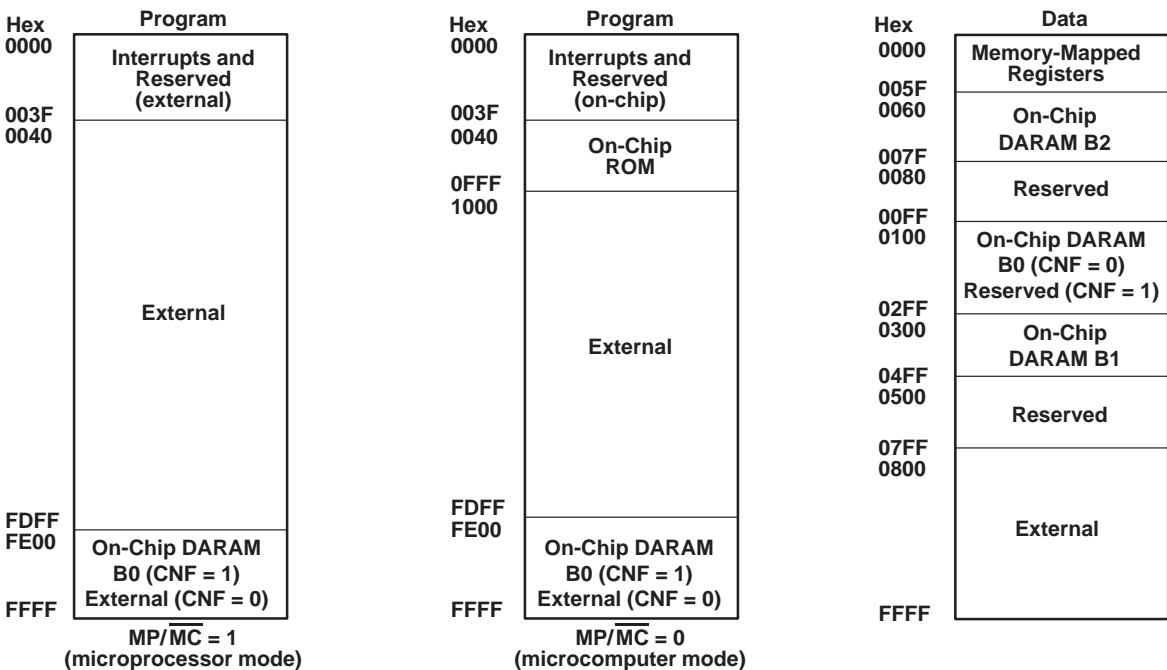 Hex
Program
0000
Interrupts and
Reserved
(external)
003F
0040
External
FDFF
FE00
On-Chip DARAM
B0 (CNF = 1)
External (CNF = 0)
FFFF
MP/MC = 1
(microprocessor mode)
Hex
Program
0000
Interrupts and
Reserved
(on-chip)
003F
0040
On-Chip
ROM
0FFF
1000
External
FDFF
FE00
On-Chip DARAM
B0 (CNF = 1)
External (CNF = 0)
FFFF
MP/MC = 0
(microcomputer mode)
Hex
Data
0000
Memory-Mapped
Registers
005F
0060
On-Chip
DARAM B2
007F
0080
Reserved
00FF
0100
On-Chip DARAM
B0 (CNF = 0)
Reserved (CNF = 1)
02FF
0300
On-Chip
DARAM B1
04FF
0500
Reserved
07FF
0800
External
FFFF